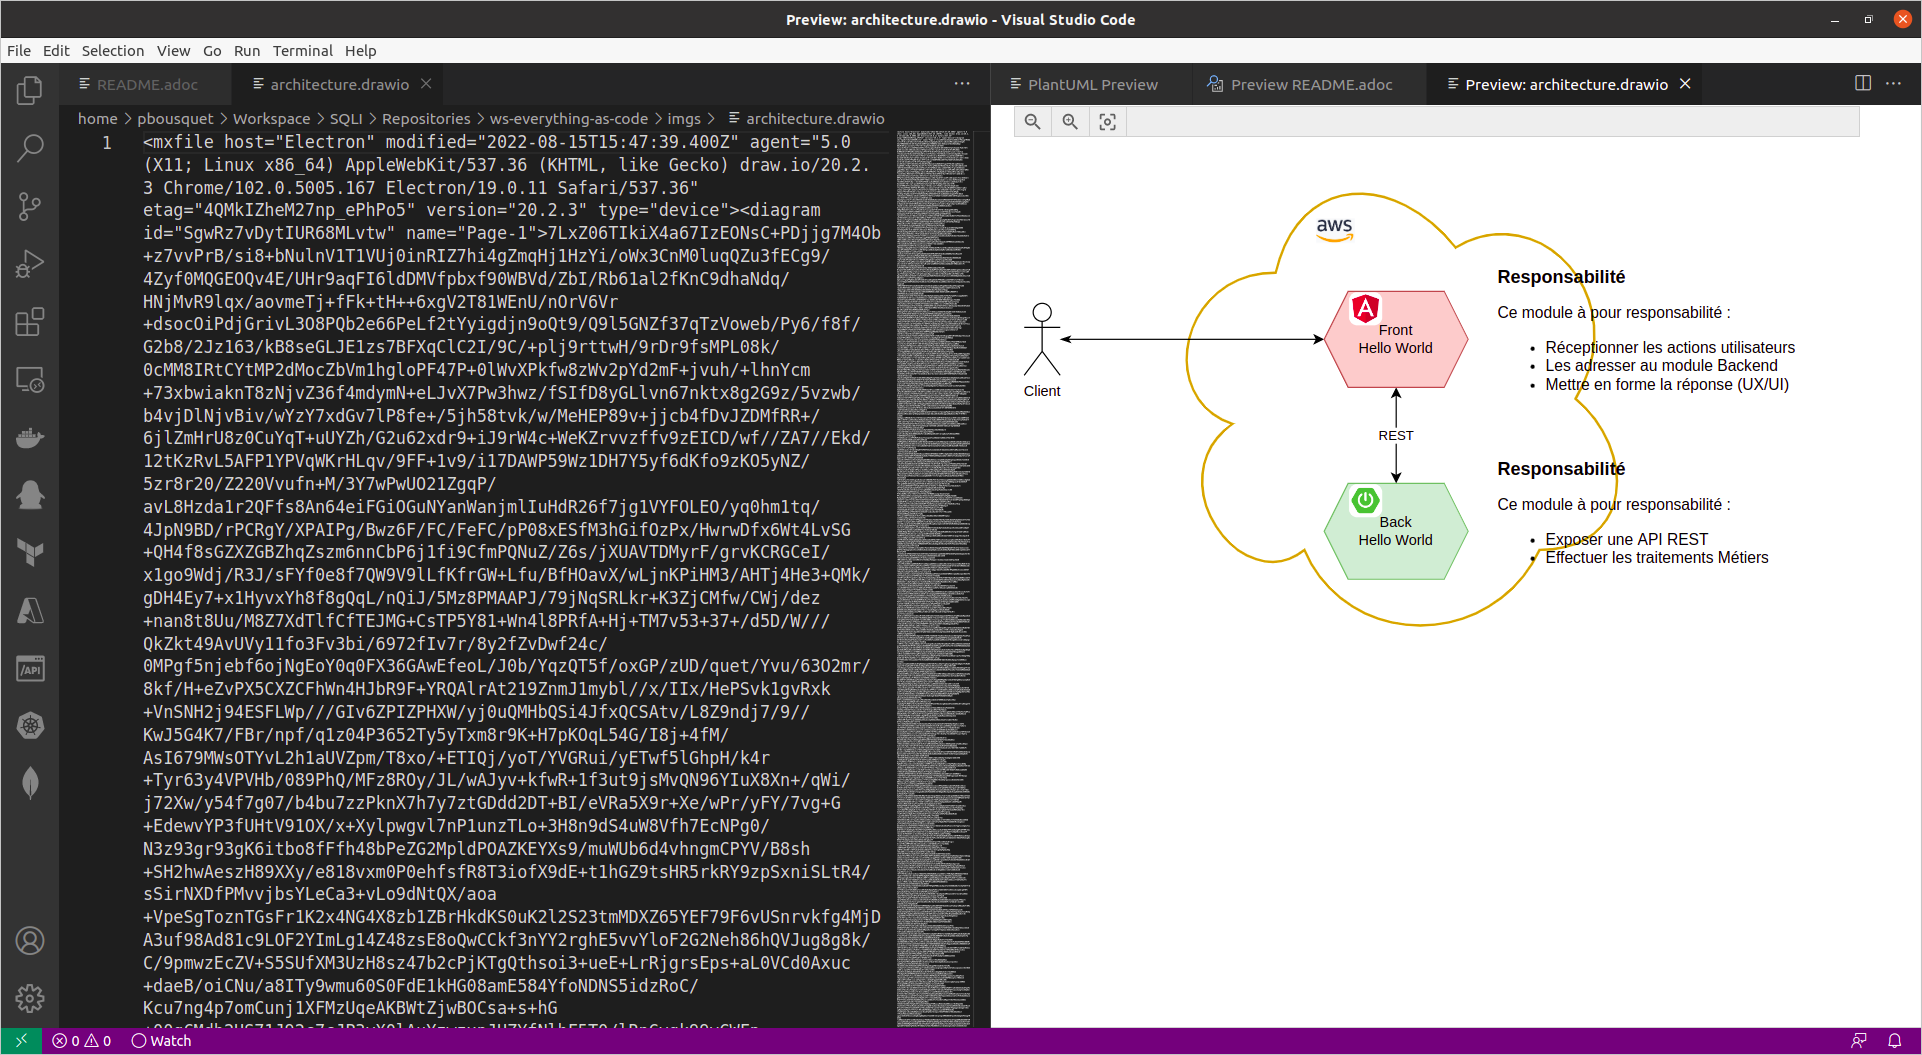 Preview: architecture.drawio - Visual Studio Code
File Edit Selection View Go Run Terminal Help
README.adoc architecture.drawio
PlantUML Preview Preview README.adoc Preview: architecture.drawio
home > pbousquet > Workspace > SQLI > Repositories > ws-everything-as-code > imgs > architecture.drawio
1 <mxfile host="Electron" modified="2022-08-15T15:47:39.400Z" agent="5.0
(X11; Linux x86_64) AppleWebKit/537.36 (KHTML, like Gecko) draw.io/20.2.
3 Chrome/102.0.5005.167 Electron/19.0.11 Safari/537.36"
etag="4QMkIZheM27np_ePhPo5" version="20.2.3" type="device"><diagram
id="SgwRz7vDytIUR68MLvtw" name="Page-1">7LxZ06TIkiX4a67IzEONsC+PDjjg7M4Ob
+z7vvPrB/si8+bNulnV1T1VUj0inRIZ7hi4gZmqHj1HzYi/oWx3CnM0luqQZu3fECg9/
4Zyf0MQGEOQv4E/UHr9aqFI6ldDMVfpbxf90WBVd/ZbI/Rb61al2fKnC9dhaNdq/
HNjMvR9lqx/aovmeTj+fFk+tH++6xgV2T81WEnU/nOrV6Vr
+dsocOiPdjGrivL3O8PQb2e66PeLf2tYyigdjn9oQt9/Q9l5GNZf37qTzVoweb/Py6/f8f/
G2b8/2Jz163/kB8seGLJE1zs7BFXqClC2I/9C/+plj9rttwH/9rDr9fsMPL08k/
0cMM8IRtCYtMP2dMocZbVm1hgloPF47P+0lWvXPkfw8zWv2pYd2mF+jvuh/+lhnYcm
+73xbwiaknT8zNjvZ36f4mdymN+eLJvX7Pw3hwz/fSIfD8yGLlvn67nktx8g2G9z/5vzwb/
b4vjDlNjvBiv/wYzY7xdGv7lP8fe+/5jh58tvk/w/MeHEP89v+jjcb4fDvJZDMfRR+/
6jlZmHrU8z0CuYqT+uUYZh/G2u62xdr9+iJ9rW4c+WeKZrvvzffv9zEICD/wf//ZA7//Ekd/
12tKzRvL5AFP1YPVqWKrHLqv/9FF+1v9/i17DAWP59Wz1DH7Y5yf6dKfo9zKO5yNZ/
5zr8r20/Z220Vvufn+M/3Y7wPwUO21ZgqP/
avL8Hzda1r2QFfs8An64eiFGiOGuNYanWanjmlIuHdR26f7jg1VYFOLEO/yq0hm1tq/
4JpN9BD/rPCRgY/XPAIPg/Bwz6F/FC/FeFC/pP08xESfM3hGifOzPx/HwrwDfx6Wt4LvSG
+QH4f8sGZXZGBZhqZszm6nnCbP6j1fi9CfmPQNuZ/Z6s/jXUAVTDMyrF/grvKCRGCeI/
x1go9Wdj/R3J/sFYf0e8f7QW9V9lLfKfrGW+Lfu/BfHOavX/wLjnKPiHM3/AHTj4He3+QMk/
gDH4Ey7+x1HyvxYh8f8gQqL/nQiJ/5Mz8PMAAPJ/79jNqSRLkr+K3ZjCMfw/CWj/dez
+nan8t8Uu/M8Z7XdTlfCfTEJMG+CsTP5Y81+Wn4l8PRfA+Hj+TM7v53+37+/d5D/W///
QkZkt49AvUVy11fo3Fv3bi/6972fIv7r/8y2fZvDwf24c/
0MPgf5njebf6ojNgEoY0q0FX36GAwEfeoL/J0b/YqzQT5f/oxGP/zUD/quet/Yvu/63O2mr/
8kf/H+eZvPX5CXZCFhWn4HJbR9F+YRQAlrAt219ZnmJ1mybl//x/IIx/HePSvk1gvRxk
+VnSNH2j94ESFLWp///GIv6ZPIZPHXW/yj0uQMHbQSi4JfxQCSAtv/L8Z9ndj7/9//
KwJ5G4K7/FBr/npf/q1z04P3652Ty5yTxm8r9K+H7pKOqL54G/I8j+4fM/
AsI679MWsOTYvL2h1aUVZpm/T8xo/+ETIQj/yoT/YVGRui/yETwf5lGhpH/k4r
+Tyr63y4VPVHb/089PhQ/MFz8ROy/JL/wAJyv+kfwR+1f3ut9jsMvQN96YIuX8Xn+/qWi/
j72Xw/y54f7g07/b4bu7zzPknX7h7y7ztGDdd2DT+BI/eVRa5X9r+Xe/wPr/yFY/7vg+G
+EdewvYP3fUHtV91OX/x+Xylpwgvl7nP1unzTLo+3H8n9dS4uW8Vfh7EcNPg0/
N3z93gr93gK6itbo8fFfh48bPeZG2MpldPOAZKEYXs9/muWUb6d4vhngmCPYV/B8sh
+SH2hwAeszH89XXy/e818vxm0P0ehfsfR8T3iofX9dE+t1hGZ9tsHR5rkRY9zpSxniSLtR4/
sSirNXDfPMvvjbsYLeCa3+vLo9dNtQX/aoa
+VpeSgToznTGsFr1K2x4NG4X8zb1ZBrHkdKS0uK2l2S23tmMDXZ65YEF79F6vUSnrvkfg4MjD
A3uf98Ad81c9LOF2YImLg14Z48zsE8oQwCCkf3nYY2rghE5vvYloF2G2Neh86hQVJug8g8k/
C/9pmwzEcZV+S5SUfXM3UzH8sz47b2cPjKTgQthsoi3+ueE+LrRjgrsEps+aL0VCd0Axuc
+daeB/oiCNu/a8ITy9wmu60S0FdE1kHG08amE584YfoNDNS5idzRoC/
Kcu7ng4p7omCunj1XFMzUqeAKBWtZjwBOCsa+s+hG
aws
Responsabilité
Ce module à pour responsabilité :
Front
Hello World
Réceptionner les actions utilisateurs
Les adresser au module Backend
Mettre en forme la réponse (UX/UI)
Client
REST
Responsabilité
Ce module à pour responsabilité :
Back
Hello World
Exposer une API REST
Effectuer les traitements Métiers
/API
0 0 Watch